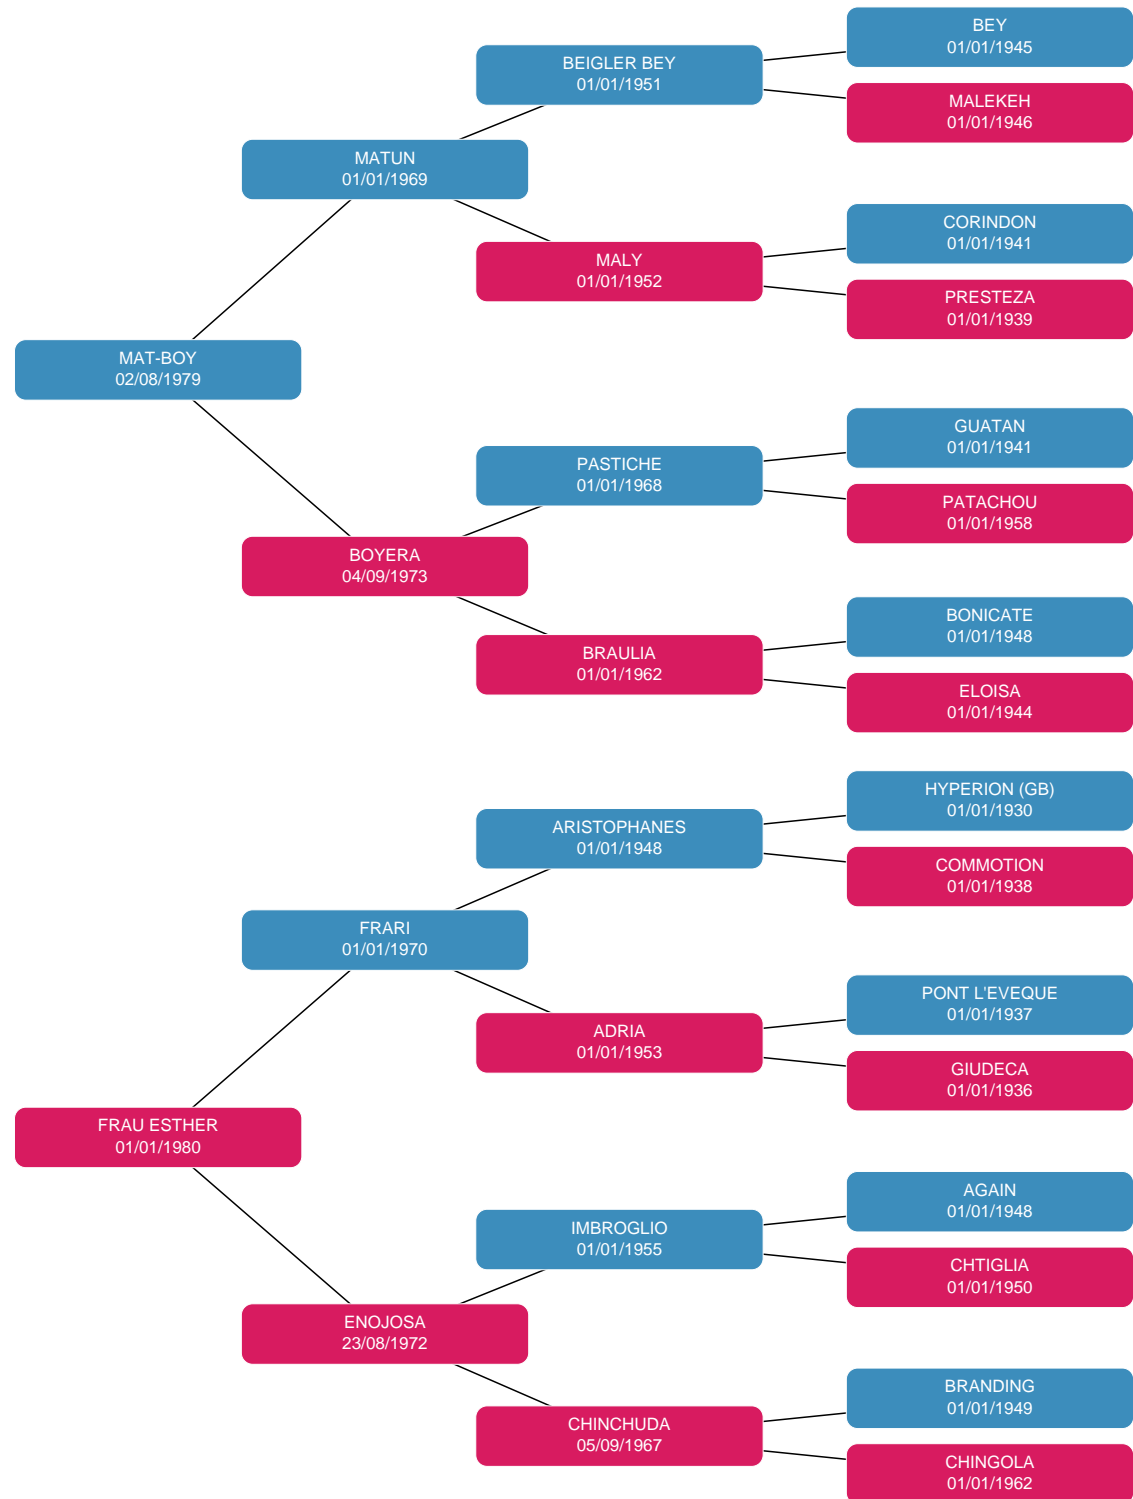 BEY
01/01/1945
BEIGLER BEY
01/01/1951
MALEKEH
01/01/1946
MATUN
01/01/1969
CORINDON
01/01/1941
MALY
01/01/1952
PRESTEZA
01/01/1939
MAT-BOY
02/08/1979
GUATAN
01/01/1941
PASTICHE
01/01/1968
PATACHOU
01/01/1958
BOYERA
04/09/1973
BONICATE
01/01/1948
BRAULIA
01/01/1962
ELOISA
01/01/1944
HYPERION (GB)
01/01/1930
ARISTOPHANES
01/01/1948
COMMOTION
01/01/1938
FRARI
01/01/1970
PONT L'EVEQUE
01/01/1937
ADRIA
01/01/1953
GIUDECA
01/01/1936
FRAU ESTHER
01/01/1980
AGAIN
01/01/1948
IMBROGLIO
01/01/1955
CHTIGLIA
01/01/1950
ENOJOSA
23/08/1972
BRANDING
01/01/1949
CHINCHUDA
05/09/1967
CHINGOLA
01/01/1962